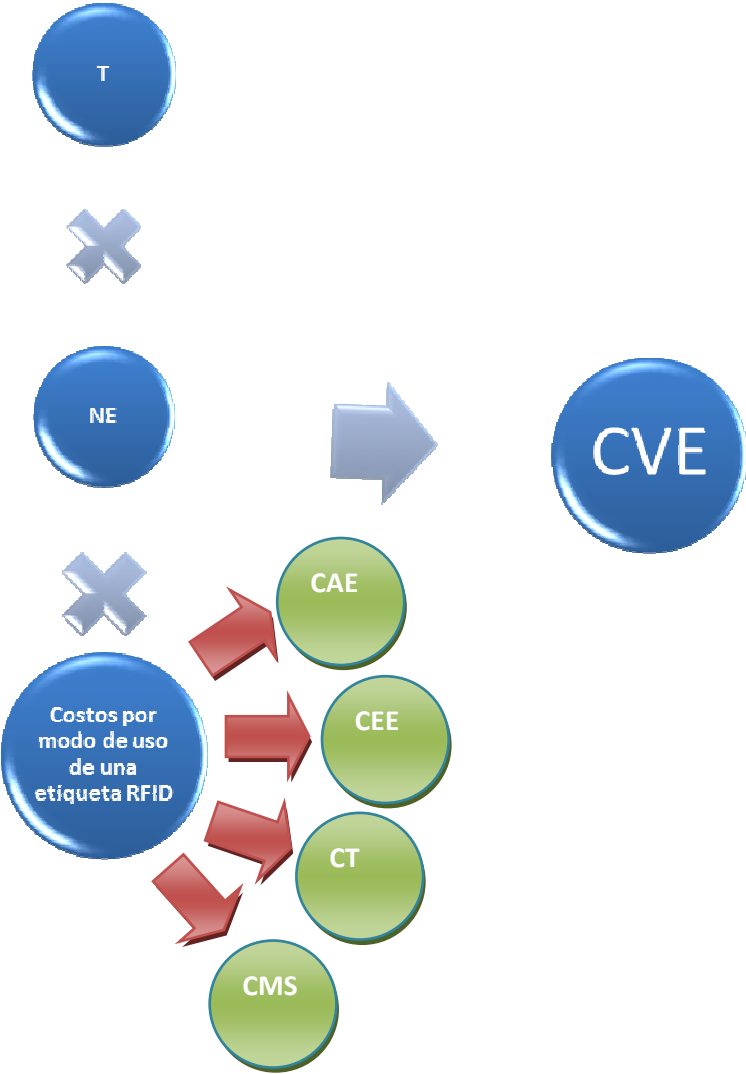 T
NE
CVE
CAE
Costos por
modo de uso
de una
etiqueta RFID
CEE
CT
CMS